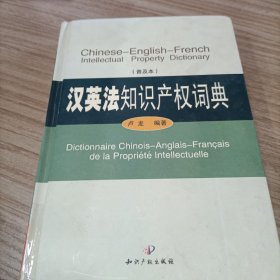 Chinese-English-French
Intellectual Property Dictionary
(普及本)
汉英法知识产权词典
卢龙 编著
Dictionnaire Chinois-Anglais-Français
de la Propriété Intellectuelle
知识产权出版社